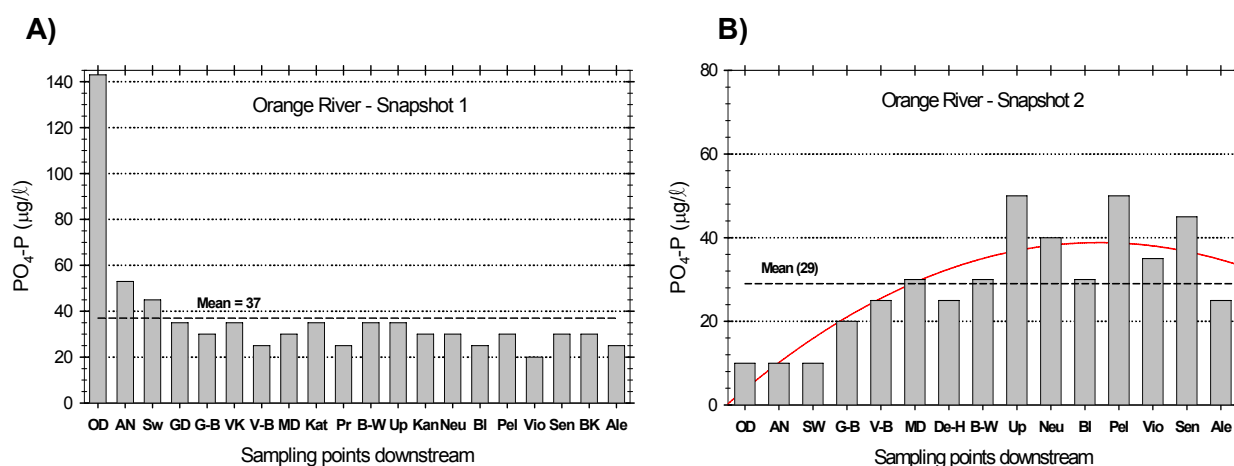 A)
Orange River - Snapshot 1
PO4-P (µg/ℓ)
140
120
100
80
60
40
20
0
Mean = 37
OD AN Sw GD G-B VK V-B MD Kat Pr B-W Up Kan Neu Bl Pel Vio Sen BK Ale
Sampling points downstream
B)
Orange River - Snapshot 2
PO4-P (µg/ℓ)
80
60
40
20
0
Mean (29)
OD AN SW G-B V-B MD De-H B-W Up Neu Bl Pel Vio Sen Ale
Sampling points downstream